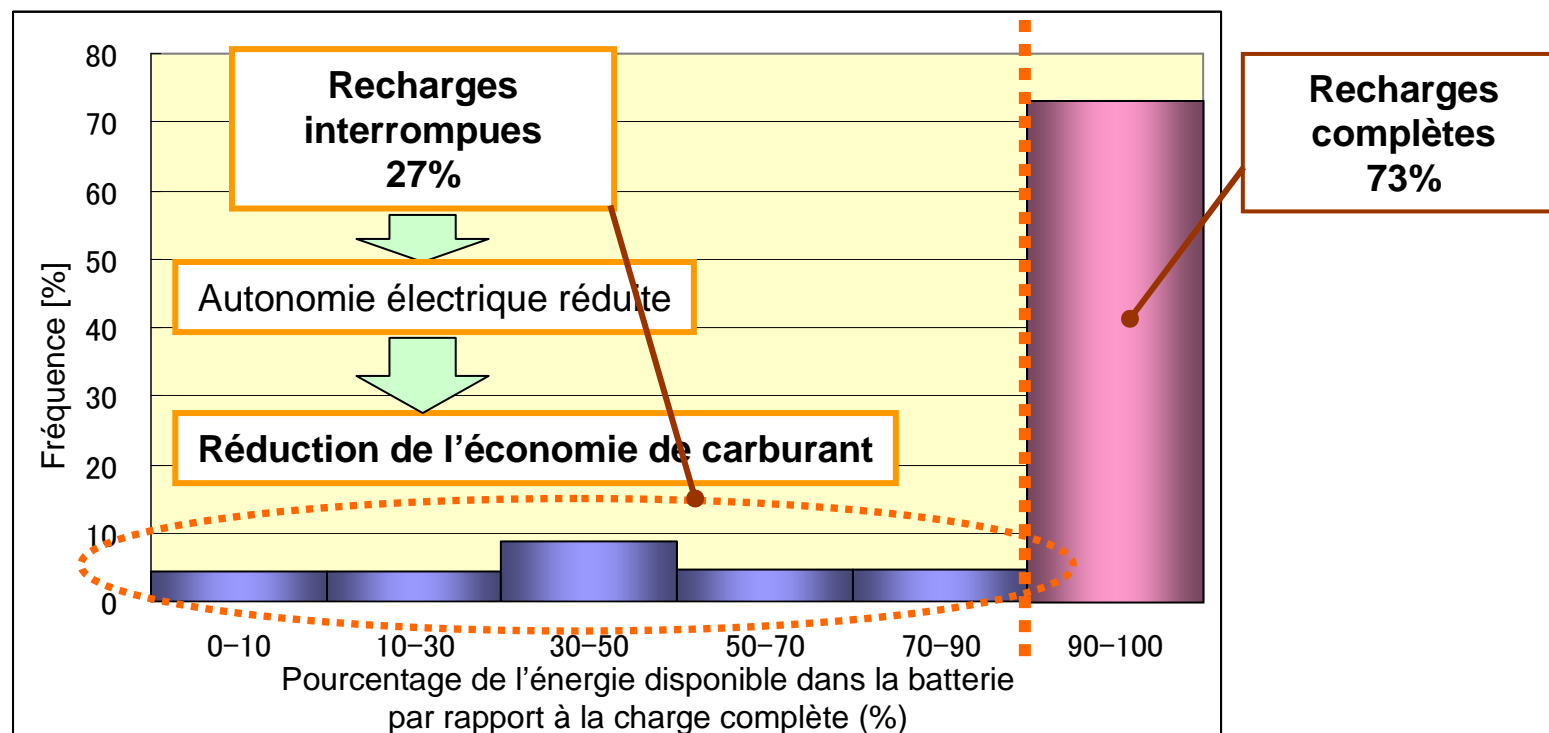 Recharges
interrompues
27%
Recharges
complètes
73%
Autonomie électrique réduite
Réduction de l’économie de carburant
Fréquence [%]
80
70
60
50
40
30
20
10
0
0-10 10-30 30-50 50-70 70-90 90-100
Pourcentage de l’énergie disponible dans la batterie
par rapport à la charge complète (%)